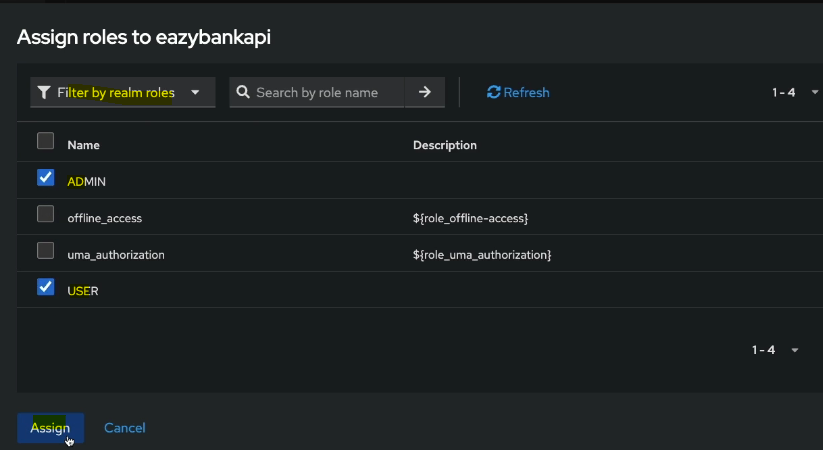 Assign roles to eazybankapi
Filter by realm roles Search by role name Refresh 1 - 4
Name Description
ADMIN
offline_access ${role_offline-access}
uma_authorization ${role_uma_authorization}
USER
1 - 4
Assign Cancel